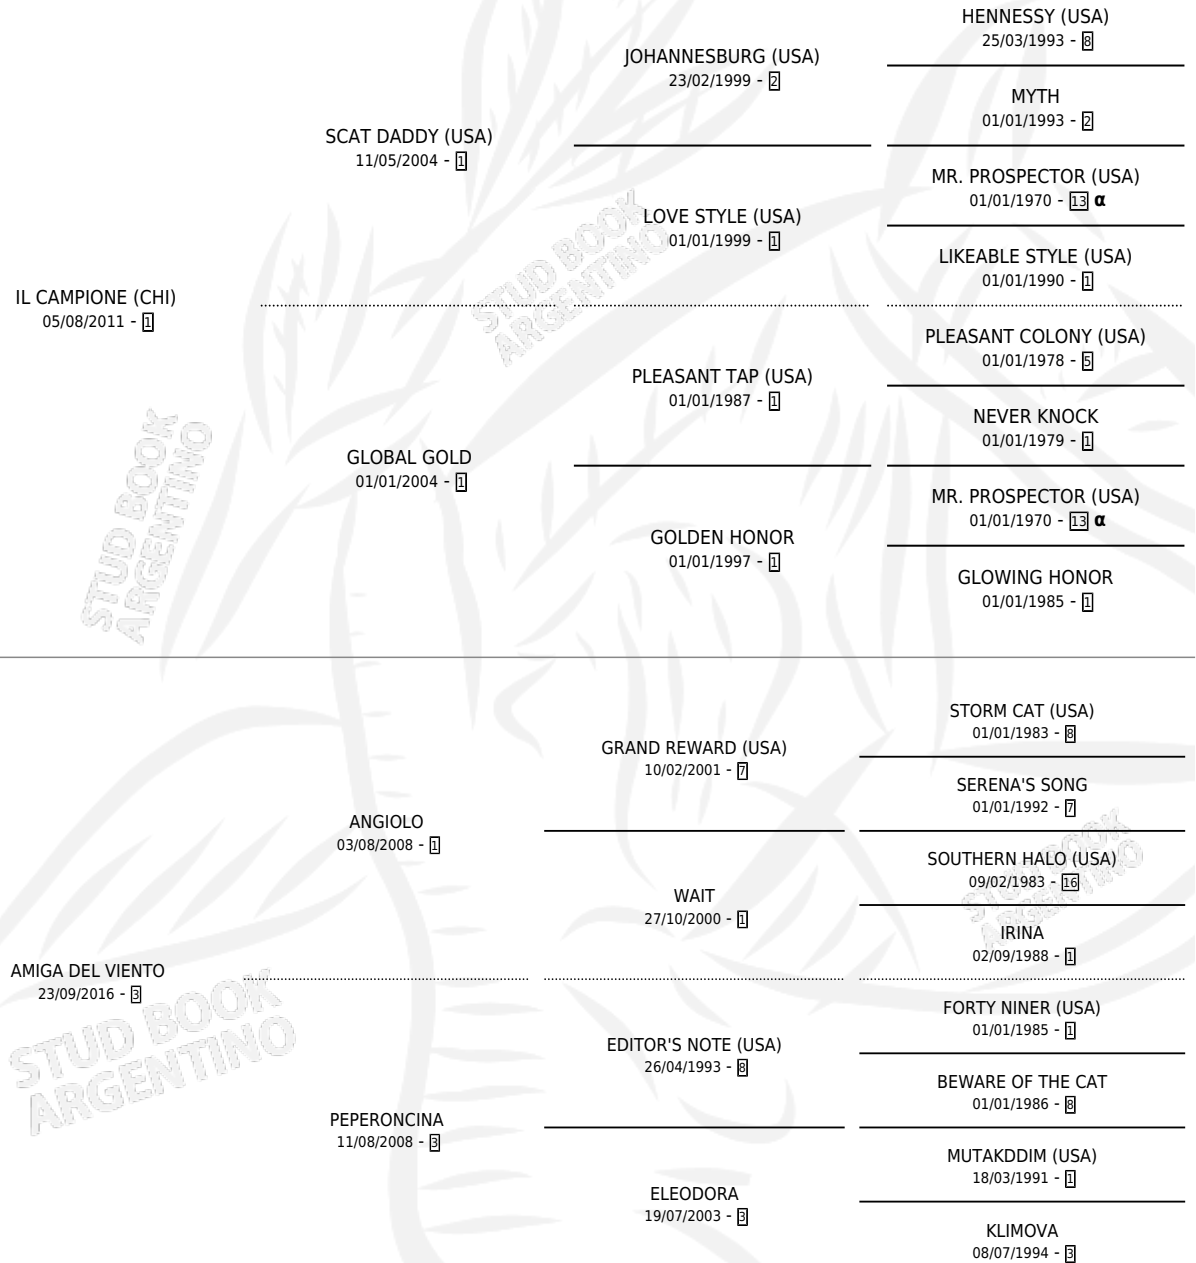 HENNESSY (USA)
25/03/1993 - 8
JOHANNESBURG (USA)
23/02/1999 - 2
MYTH
01/01/1993 - 2
SCAT DADDY (USA)
11/05/2004 - 1
MR. PROSPECTOR (USA)
01/01/1970 - 13 α
LOVE STYLE (USA)
01/01/1999 - 1
LIKEABLE STYLE (USA)
01/01/1990 - 1
IL CAMPIONE (CHI)
05/08/2011 - 1
PLEASANT COLONY (USA)
01/01/1978 - 5
PLEASANT TAP (USA)
01/01/1987 - 1
NEVER KNOCK
01/01/1979 - 1
GLOBAL GOLD
01/01/2004 - 1
MR. PROSPECTOR (USA)
01/01/1970 - 13 α
GOLDEN HONOR
01/01/1997 - 1
GLOWING HONOR
01/01/1985 - 1
STORM CAT (USA)
01/01/1983 - 8
GRAND REWARD (USA)
10/02/2001 - 7
SERENA'S SONG
01/01/1992 - 7
ANGIOLO
03/08/2008 - 1
SOUTHERN HALO (USA)
09/02/1983 - 16
WAIT
27/10/2000 - 1
IRINA
02/09/1988 - 1
AMIGA DEL VIENTO
23/09/2016 - 3
FORTY NINER (USA)
01/01/1985 - 1
EDITOR'S NOTE (USA)
26/04/1993 - 8
BEWARE OF THE CAT
01/01/1986 - 8
PEPERONCINA
11/08/2008 - 3
MUTAKDDIM (USA)
18/03/1991 - 1
ELEODORA
19/07/2003 - 3
KLIMOVA
08/07/1994 - 3
STUD BOOK
ARGENTINO
STUD BOOK
ARGENTINO
STUD BOOK
ARGENTINO
STUD BOOK
ARGENTINO